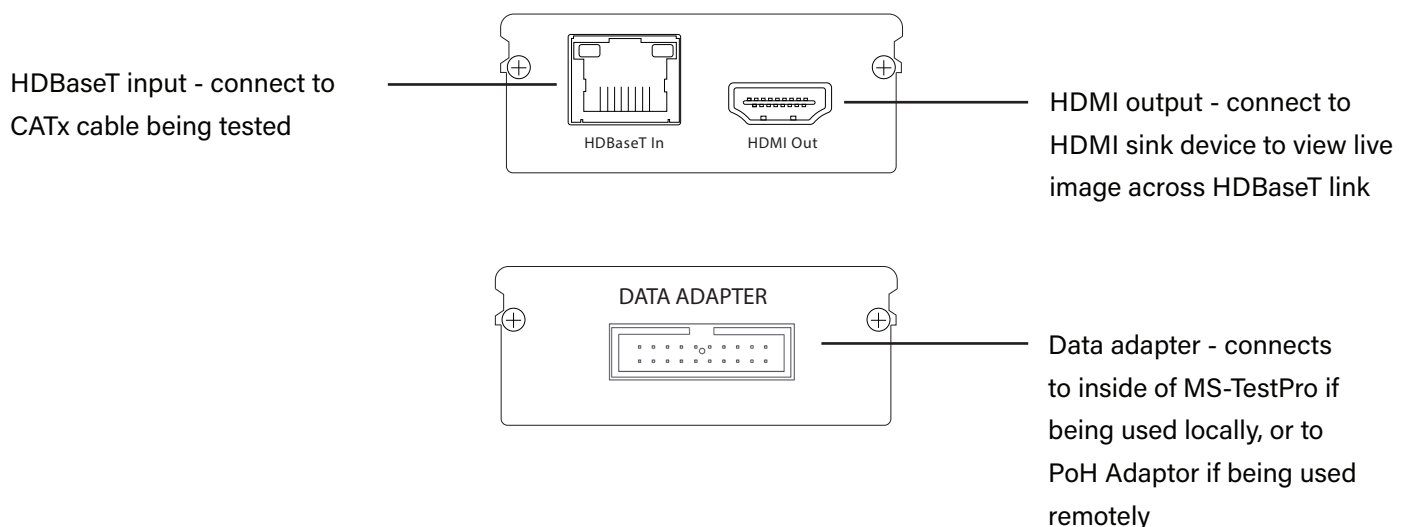 HDBaseT input - connect to
CATx cable being tested
HDBaseT In
HDMI Out
HDMI output - connect to
HDMI sink device to view live
image across HDBaseT link
DATA ADAPTER
Data adapter - connects
to inside of MS-TestPro if
being used locally, or to
PoH Adaptor if being used
remotely